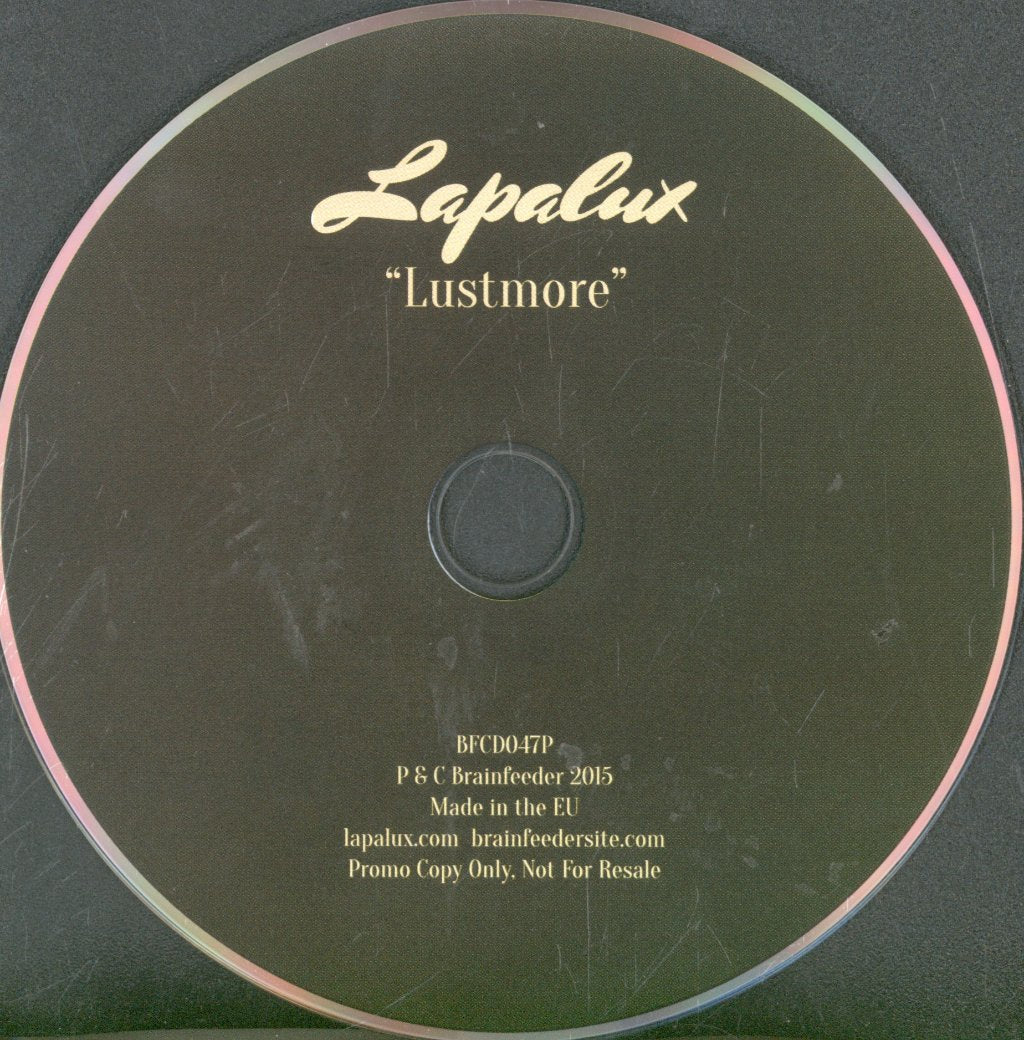 Lapalux
“Lustmore”
BFCD047P
P & C Brainfeeder 2015
Made in the EU
lapalux.com brainfeedersite.com
Promo Copy Only, Not For Resale